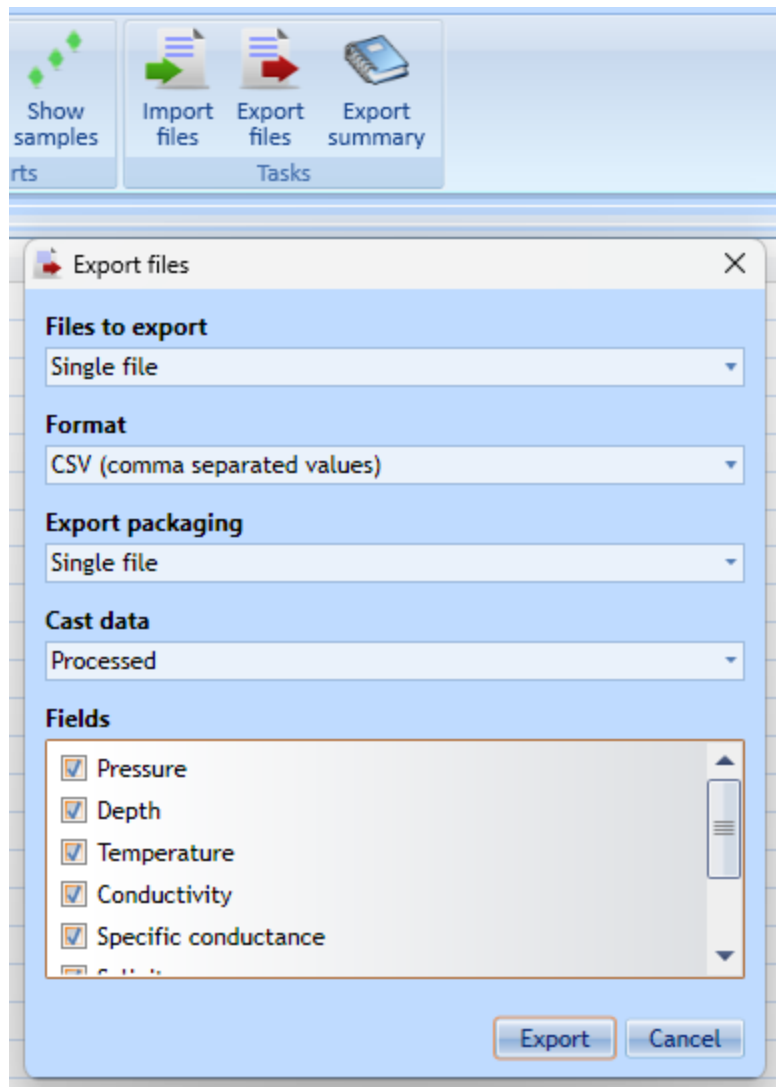 Show
samples
Import
files
Export
files
Export
summary
rts
Tasks
Export files
Files to export
Single file
Format
CSV (comma separated values)
Export packaging
Single file
Cast data
Processed
Fields
Pressure
Depth
Temperature
Conductivity
Specific conductance
Export
Cancel